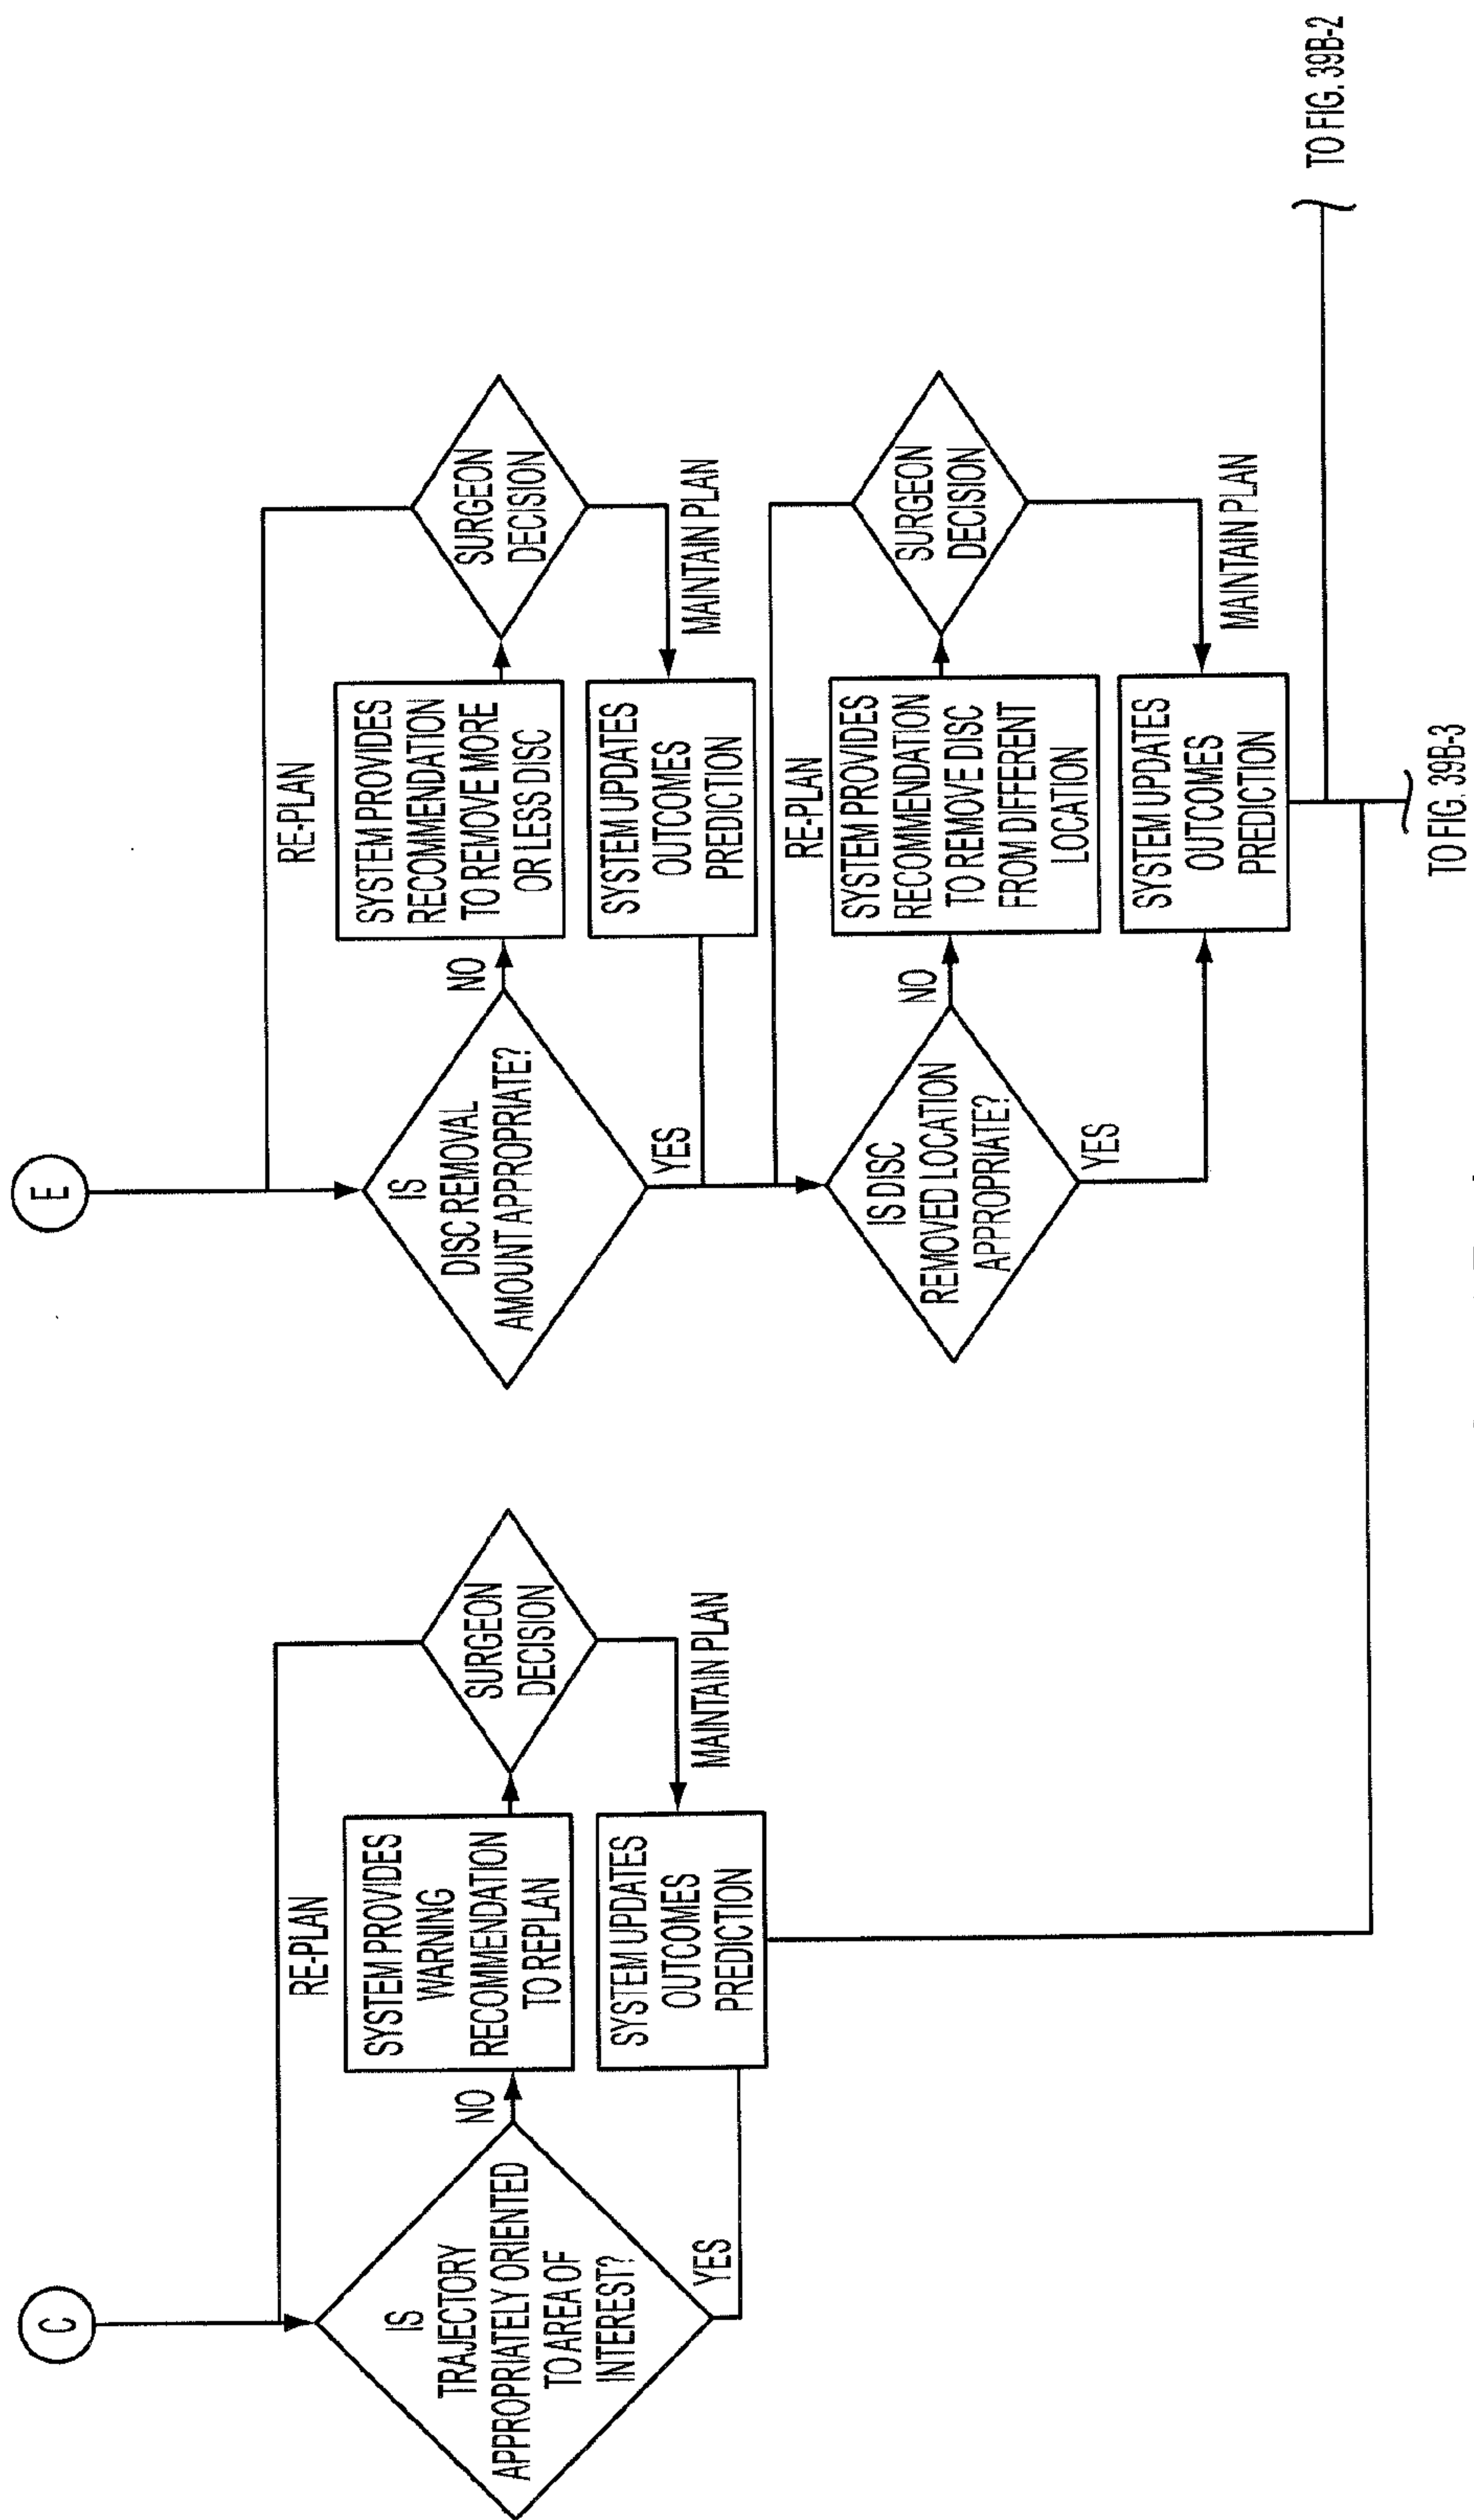 C
RE-PLAN
IS
TRAJECTORY
APPROPRIATELY ORIENTED
TO AREA OF
INTEREST?
NO
SYSTEM PROVIDES
WARNING
RECOMMENDATION
TO REPLAN
SURGEON
DECISION
YES
SYSTEM UPDATES
OUTCOMES
PREDICTION
MAINTAIN PLAN
E
RE-PLAN
IS
DISC REMOVAL
AMOUNT APPROPRIATE?
NO
SYSTEM PROVIDES
RECOMMENDATION
TO REMOVE MORE
OR LESS DISC
SURGEON
DECISION
YES
SYSTEM UPDATES
OUTCOMES
PREDICTION
MAINTAIN PLAN
RE-PLAN
IS DISC
REMOVED LOCATION
APPROPRIATE?
NO
SYSTEM PROVIDES
RECOMMENDATION
TO REMOVE DISC
FROM DIFFERENT
LOCATION
SURGEON
DECISION
YES
SYSTEM UPDATES
OUTCOMES
PREDICTION
MAINTAIN PLAN
TO FIG. 39B-2
TO FIG. 39B-3